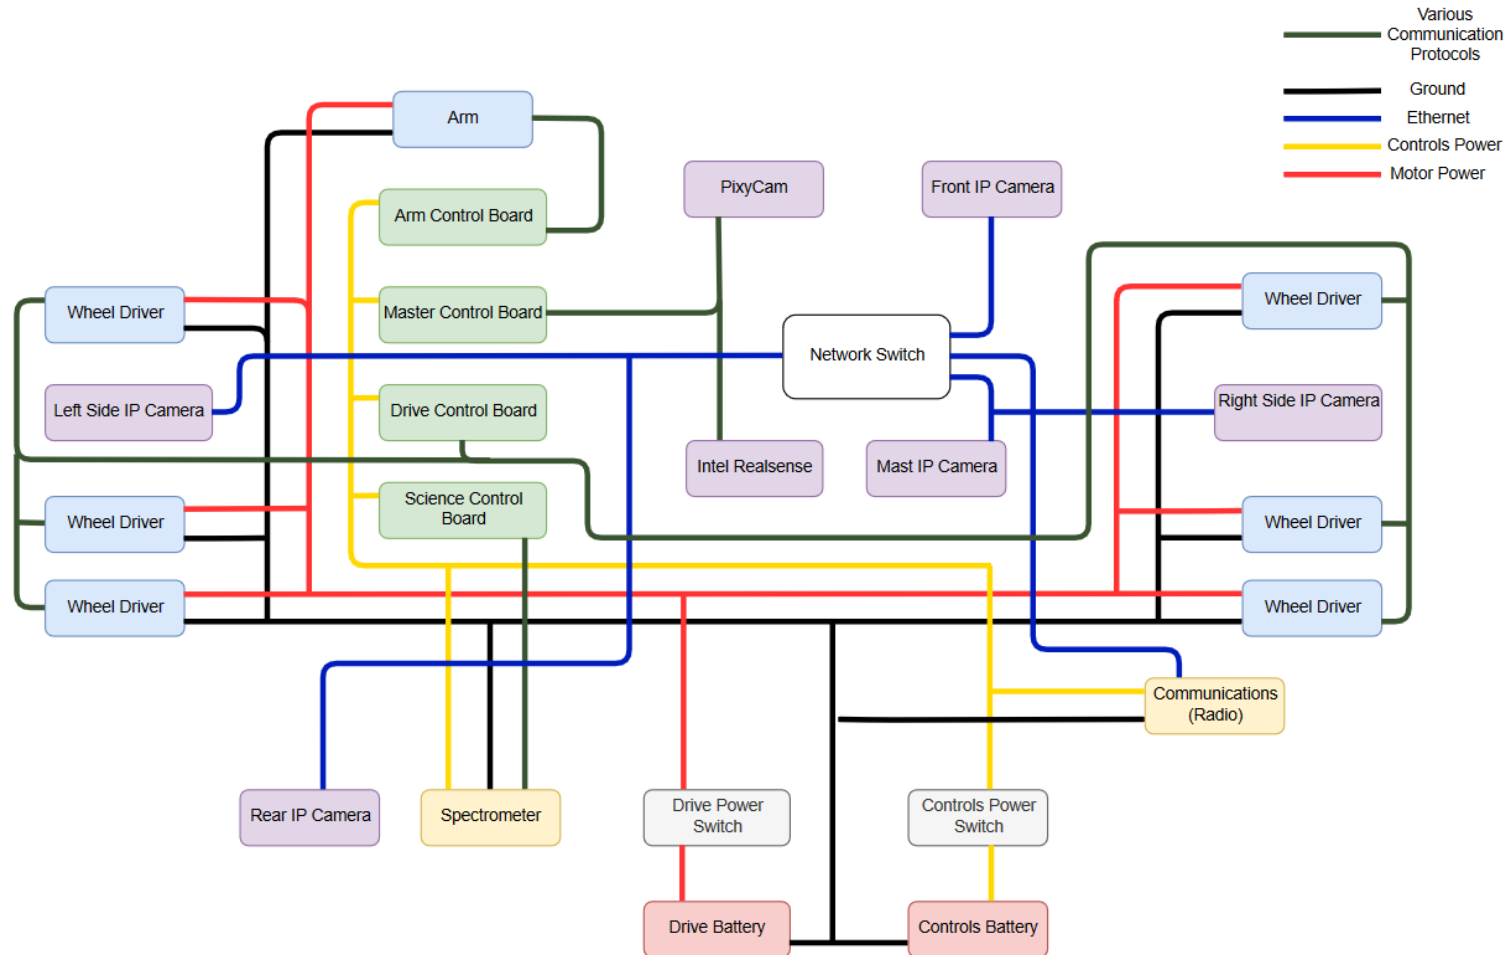 Various
Communication
Protocols
Ground
Ethernet
Controls Power
Motor Power
Arm
PixyCam
Front IP Camera
Arm Control Board
Wheel Driver
Master Control Board
Wheel Driver
Network Switch
Left Side IP Camera
Drive Control Board
Right Side IP Camera
Intel Realsense
Mast IP Camera
Science Control
Board
Wheel Driver
Wheel Driver
Wheel Driver
Wheel Driver
Communications
(Radio)
Rear IP Camera
Spectrometer
Drive Power
Switch
Controls Power
Switch
Drive Battery
Controls Battery